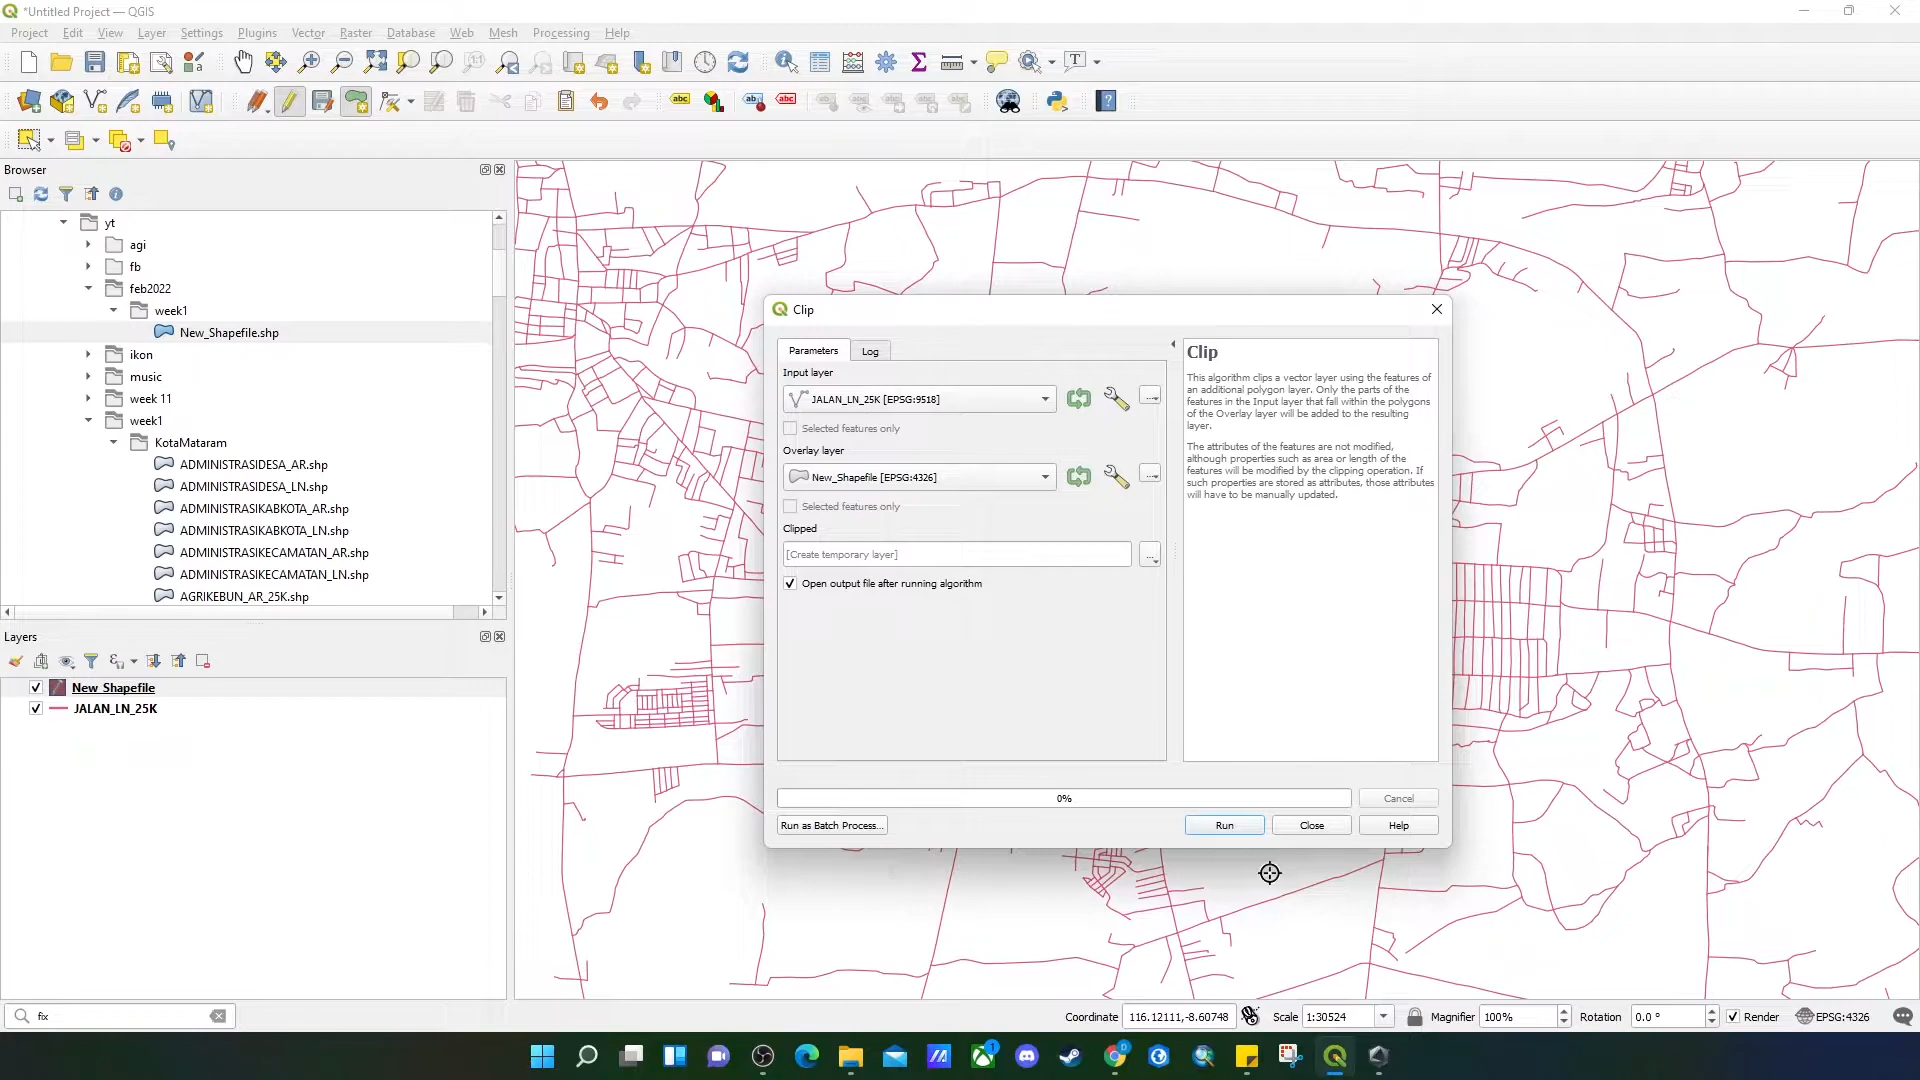 *Untitled Project — QGIS
Project Edit View Layer Settings Plugins Vector Raster Database Web Mesh Processing Help
Browser
yt
agi
fb
feb2022
week1
New_Shapefile.shp
ikon
music
week 11
week1
KotaMataram
ADMINISTRASIDESA_AR.shp
ADMINISTRASIDESA_LN.shp
ADMINISTRASIKABKOTA_AR.shp
ADMINISTRASIKABKOTA_LN.shp
ADMINISTRASIKECAMATAN_AR.shp
ADMINISTRASIKECAMATAN_LN.shp
AGRIKEBUN_AR_25K.shp
Layers
New_Shapefile
JALAN_LN_25K
Clip
Parameters Log
Input layer
JALAN_LN_25K [EPSG:9518]
Selected features only
Overlay layer
New_Shapefile [EPSG:4326]
Selected features only
Clipped
[Create temporary layer]
Open output file after running algorithm
Clip
This algorithm clips a vector layer using the features of
an additional polygon layer. Only the parts of the
features in the Input layer that fall within the polygons
of the Overlay layer will be added to the resulting
layer.
The attributes of the features are not modified,
although properties such as area or length of the
features will be modified by the clipping operation. If
such properties are stored as attributes, those attributes
will have to be manually updated.
0%
Cancel
Run as Batch Process...
Run
Close
Help
fix
Coordinate 116.12111,-8.60748 Scale 1:30524 Magnifier 100% Rotation 0.0 ° Render EPSG:4326